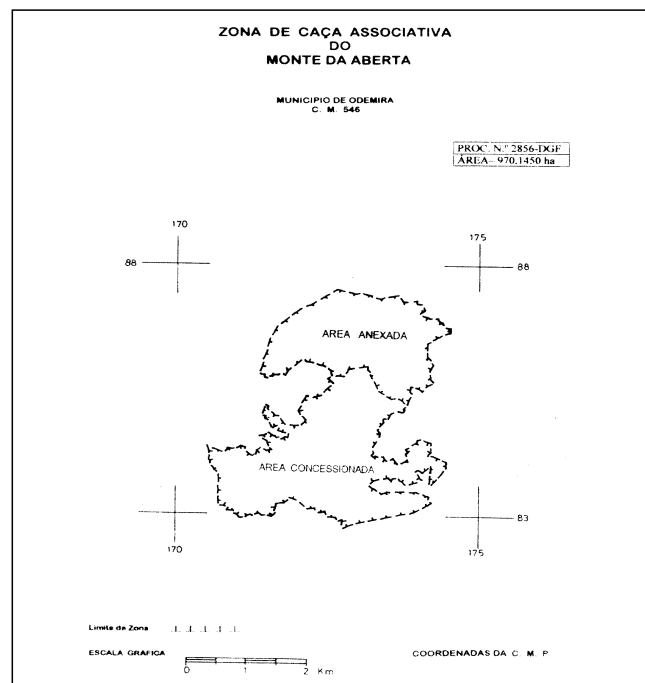 ZONA DE CAÇA ASSOCIATIVA
DO
MONTE DA ABERTA
MUNICIPIO DE ODEMIRA
C. M. 546
PROC. N.º 2856-DGF
ÁREA– 970.1450 ha
170
175
88
88
AREA ANEXADA
AREA CONCESSIONADA
83
170
175
Limite da Zona
ESCALA GRAFICA
0 1 2 Km
COORDENADAS DA C. M. P